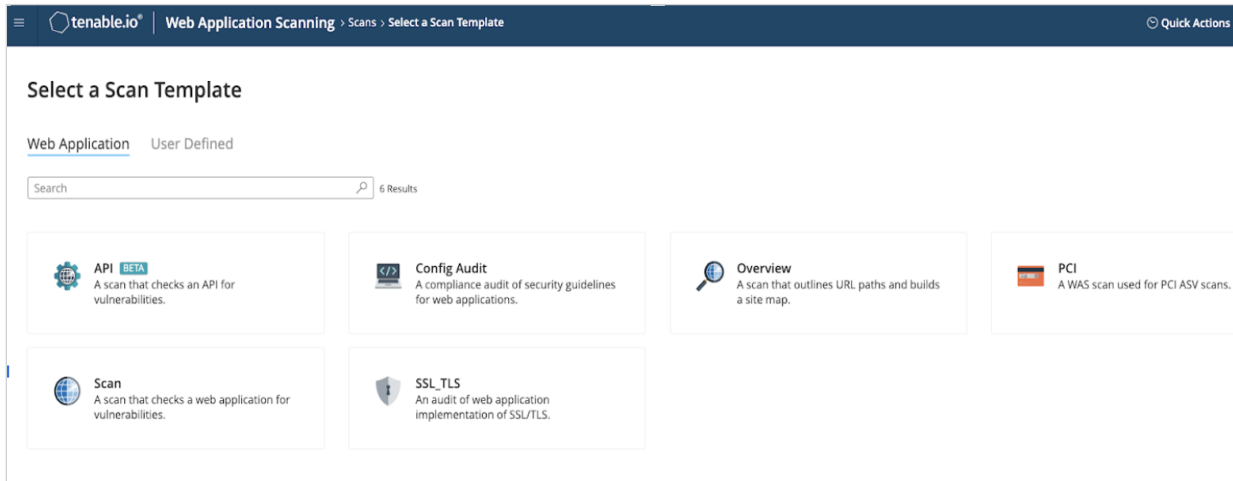 tenable.io® Web Application Scanning > Scans > Select a Scan Template Quick Actions
Select a Scan Template
Web Application User Defined
Search 6 Results
API BETA
A scan that checks an API for
vulnerabilities.
Config Audit
A compliance audit of security guidelines
for web applications.
Overview
A scan that outlines URL paths and builds
a site map.
PCI
A WAS scan used for PCI ASV scans.
Scan
A scan that checks a web application for
vulnerabilities.
SSL_TLS
An audit of web application
implementation of SSL/TLS.